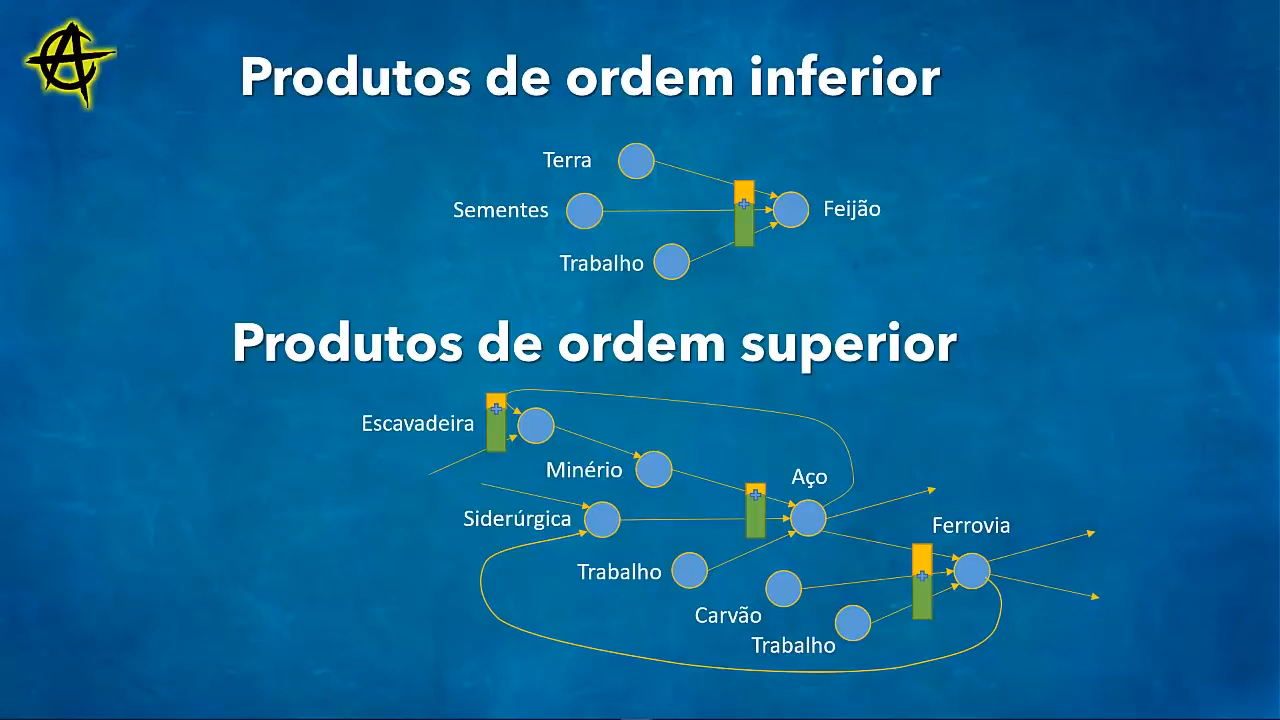 Produtos de ordem inferior
Terra
Sementes
Feijão
Trabalho
Produtos de ordem superior
Escavadeira
Minério
Aço
Siderúrgica
Ferrovia
Trabalho
Carvão
Trabalho